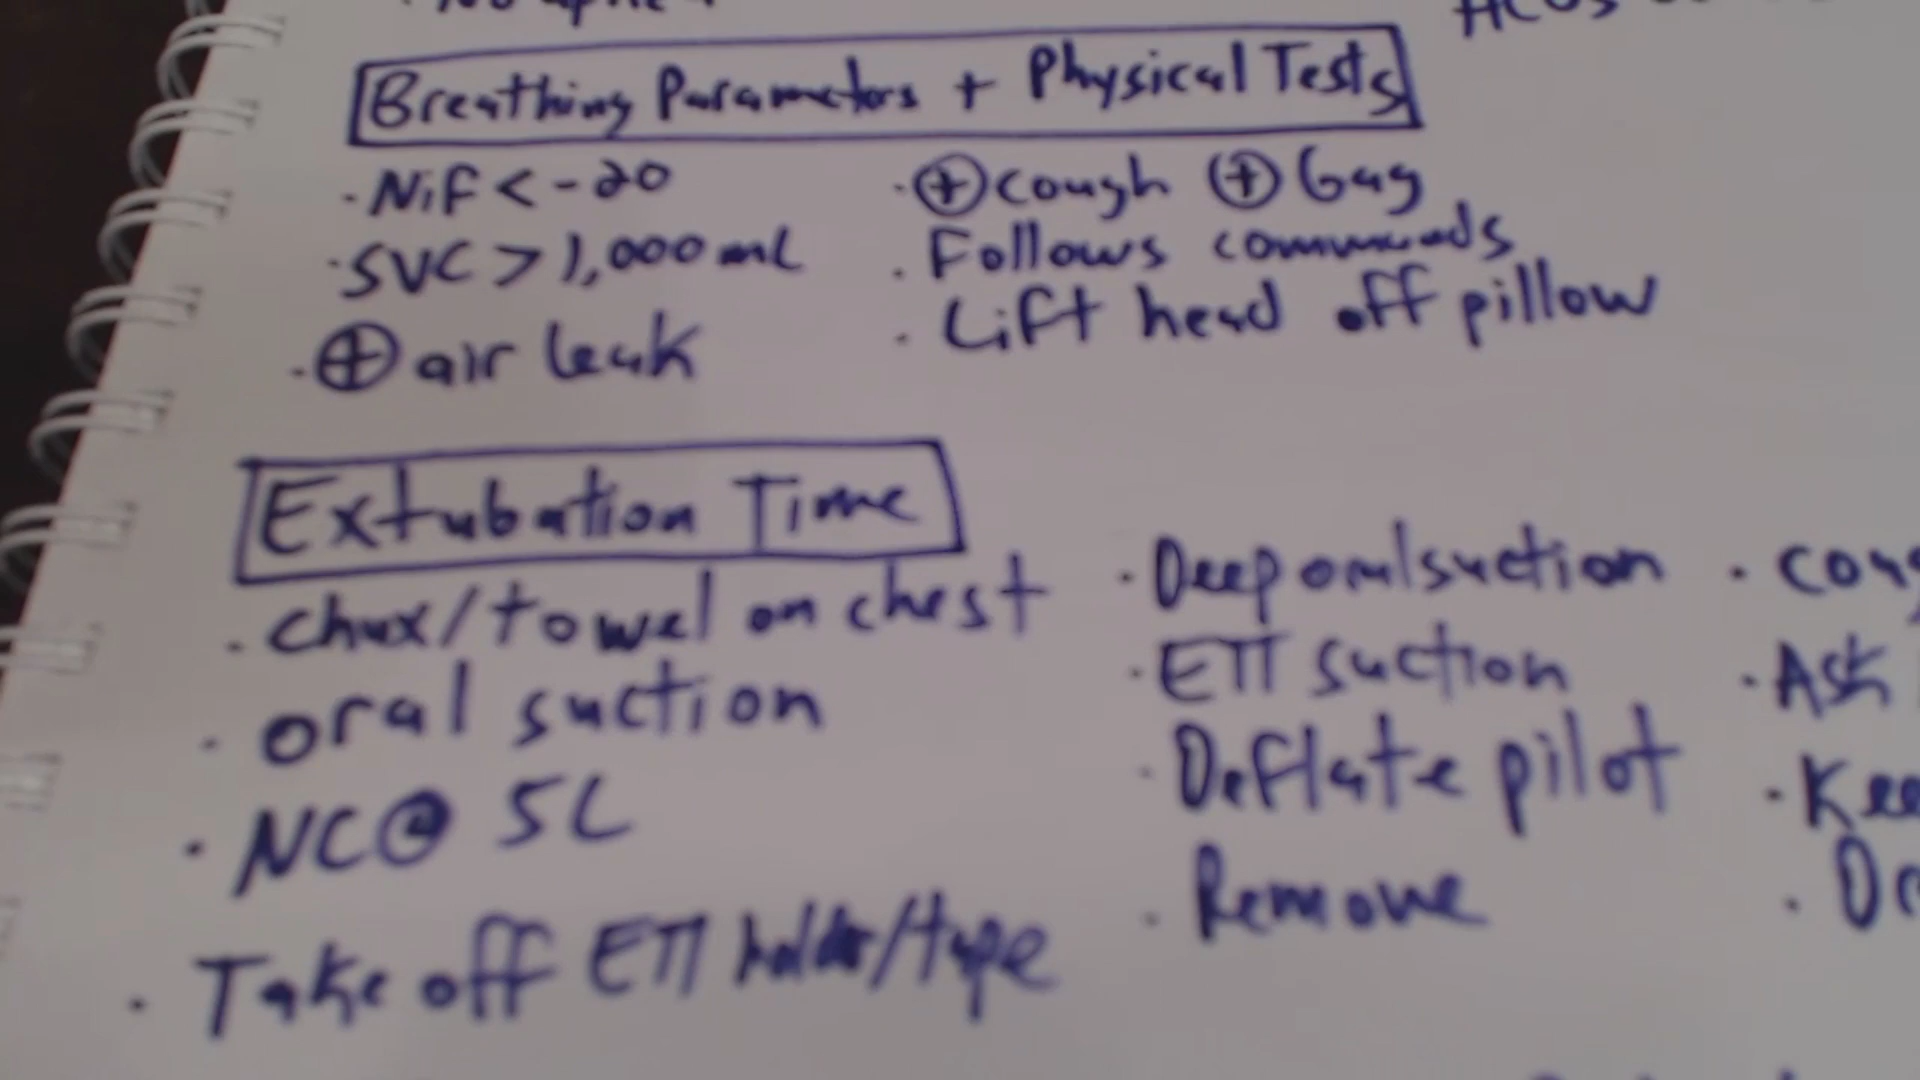 Breathing Parameters + Physical Tests
· NiF < -20
· SVC > 1,000 mL
· ⊕ air leak
· ⊕ cough ⊕ Gag
· Follows commands
· Lift head off pillow
Extubation Time
· chux/towel on chest
· oral suction
· NC@ 5L
· Take off ETT holder/tape
· Deep oral suction
· ETT suction
· Deflate pilot
· Remove
· Ask